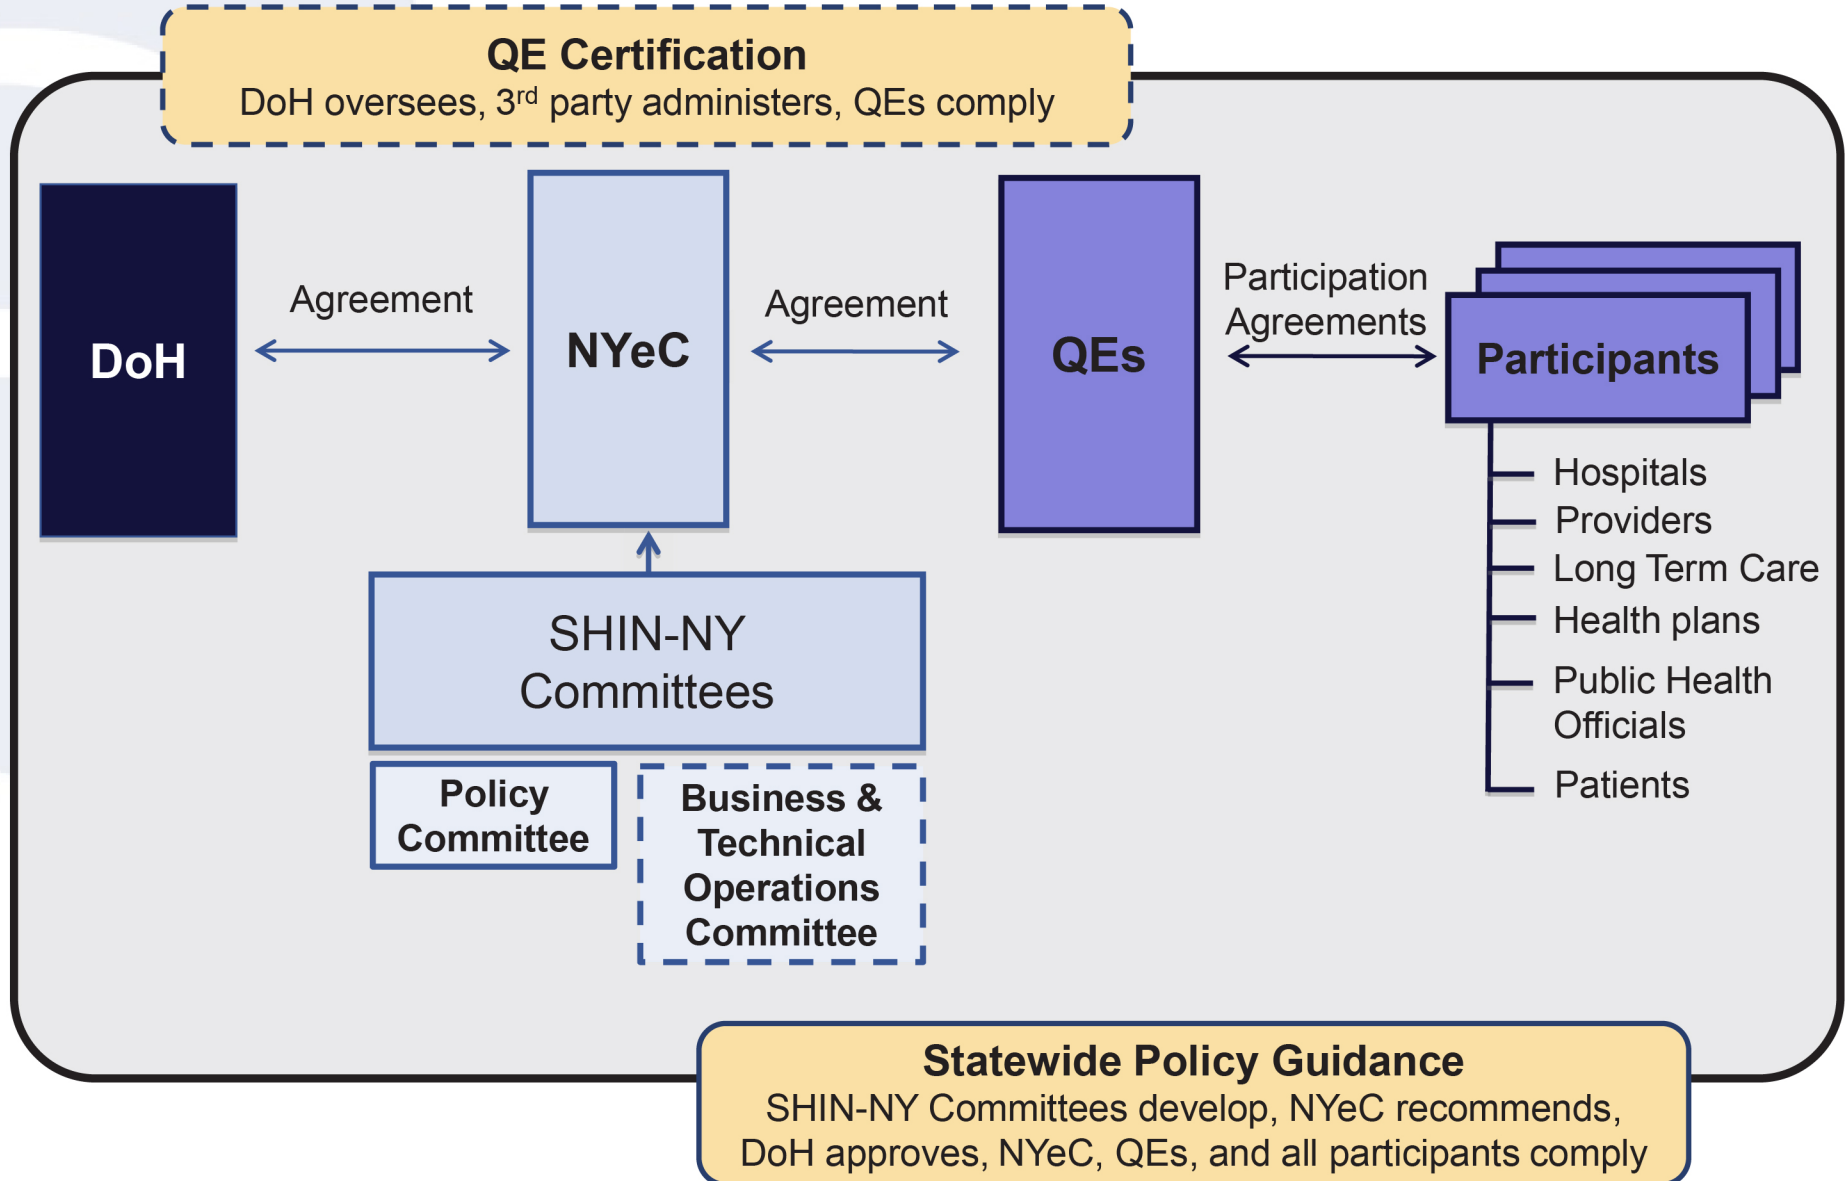 QE Certification
DoH oversees, 3rd party administers, QEs comply
DoH
Agreement
NYeC
Agreement
QEs
Participation
Agreements
Participants
Hospitals
Providers
Long Term Care
Health plans
Public Health
Officials
Patients
SHIN-NY
Committees
Policy
Committee
Business &
Technical
Operations
Committee
Statewide Policy Guidance
SHIN-NY Committees develop, NYeC recommends,
DoH approves, NYeC, QEs, and all participants comply